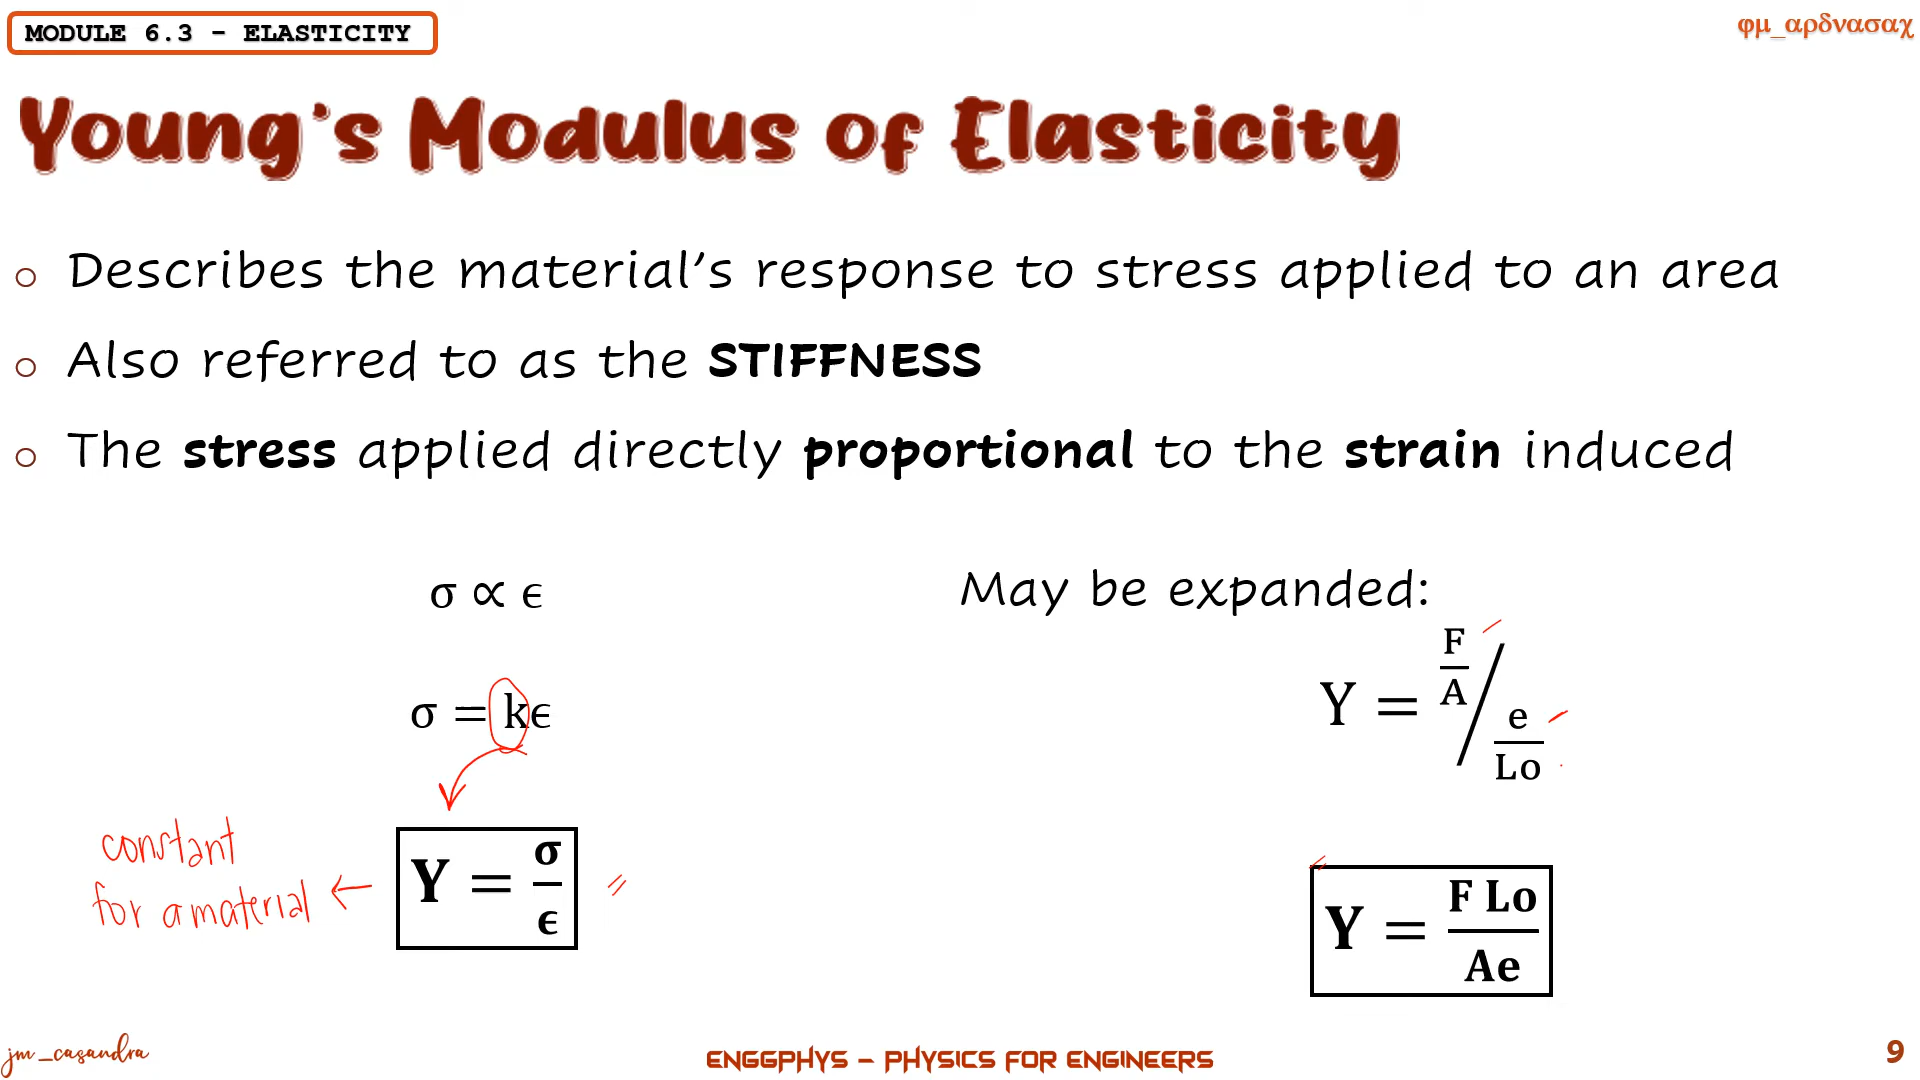 MODULE 6.3 - ELASTICITY
φμ_αρδνασαχ
Young's Modulus of Elasticity
○ Describes the material's response to stress applied to an area
○ Also referred to as the STIFFNESS
○ The stress applied directly proportional to the strain induced
σ ∝ ϵ
σ = kϵ
constant
for a material ←
Y = σ/ϵ
May be expanded:
Y = F/A / e/Lo
Y = F Lo/Ae
jm_casandra
ENGGPHYS – PHYSICS FOR ENGINEERS
9